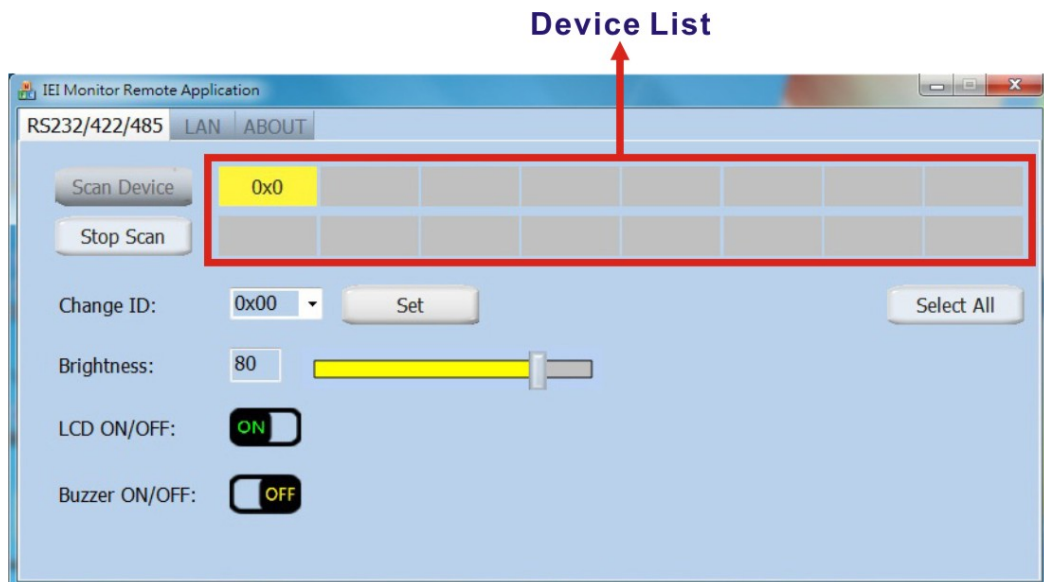 Device List
IEI Monitor Remote Application
RS232/422/485 LAN ABOUT
Scan Device 0x0
Stop Scan
Change ID: 0x00 Set Select All
Brightness: 80
LCD ON/OFF: ON
Buzzer ON/OFF: OFF